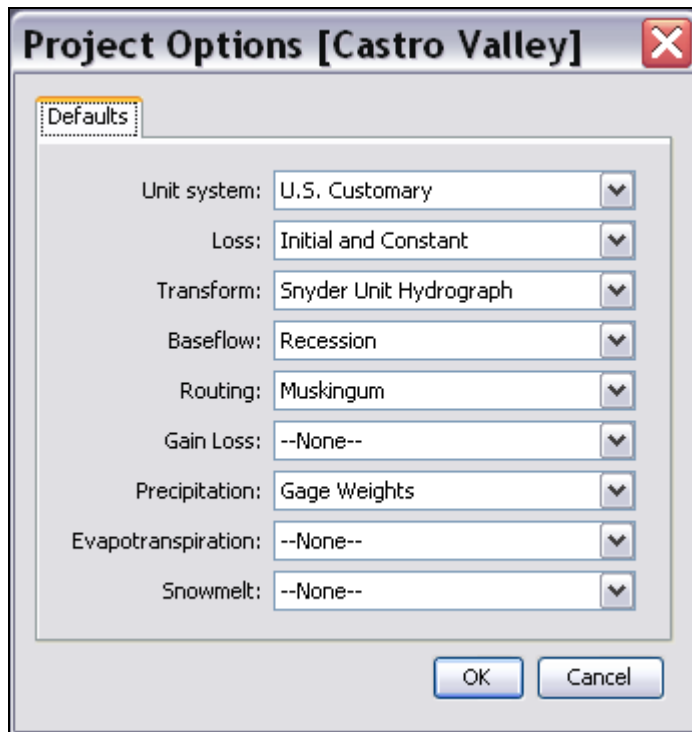 Project Options [Castro Valley]
Defaults
Unit system: U.S. Customary
Loss: Initial and Constant
Transform: Snyder Unit Hydrograph
Baseflow: Recession
Routing: Muskingum
Gain Loss: --None--
Precipitation: Gage Weights
Evapotranspiration: --None--
Snowmelt: --None--
OK Cancel